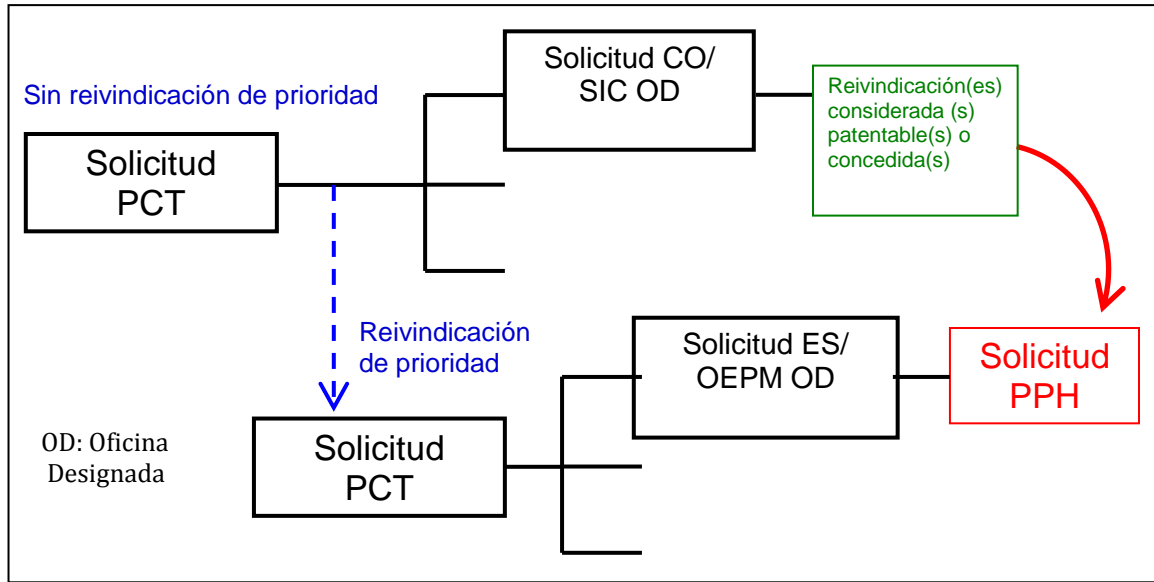 Sin reivindicación de prioridad
Solicitud
PCT
Solicitud CO/
SIC OD
Reivindicación(es)
considerada (s)
patentable(s) o
concedida(s)
Reivindicación
de prioridad
OD: Oficina
Designada
Solicitud
PCT
Solicitud ES/
OEPM OD
Solicitud
PPH